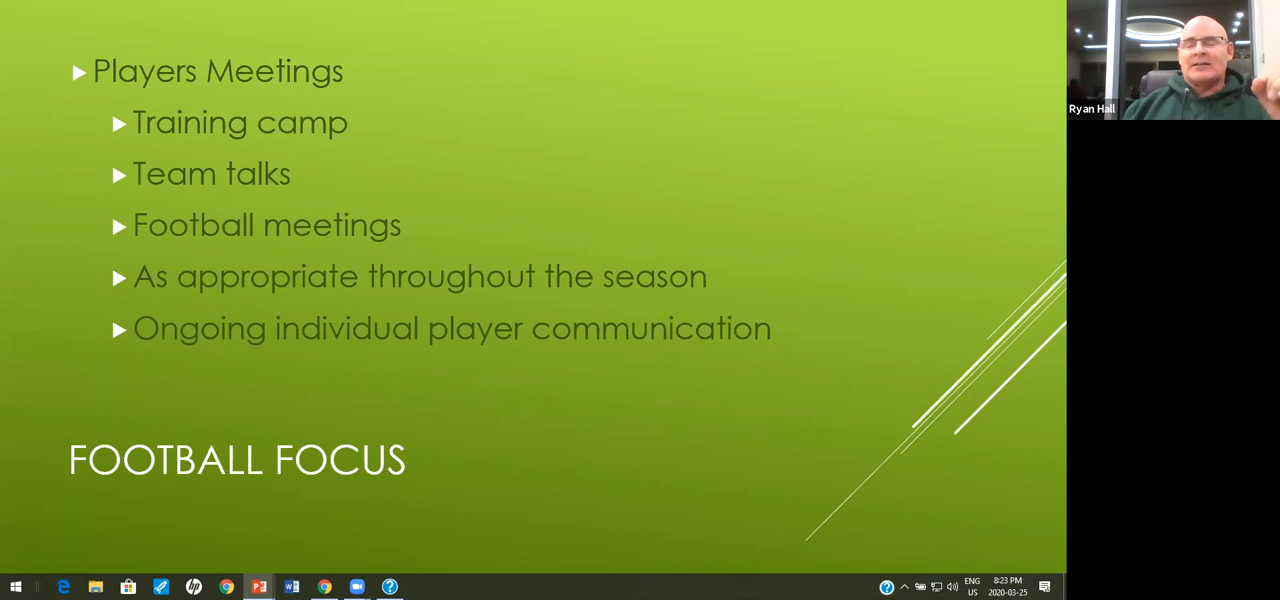 Players Meetings
Training camp
Team talks
Football meetings
As appropriate throughout the season
Ongoing individual player communication
FOOTBALL FOCUS
Ryan Hall
ENG
US
8:23 PM
2020-03-25